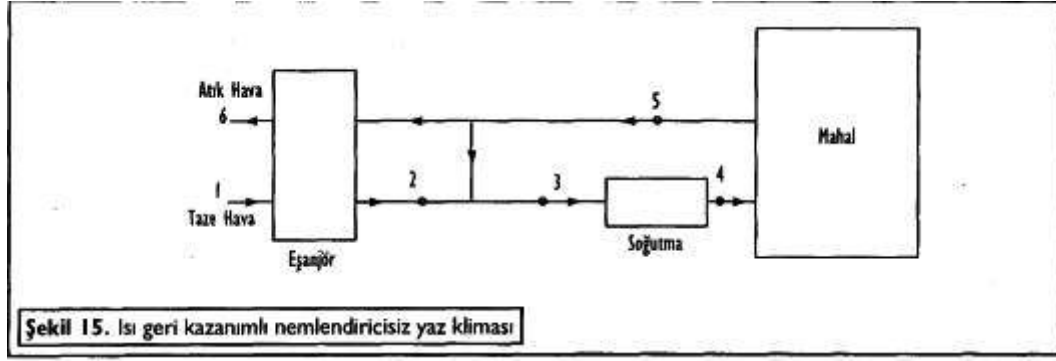 Atık Hava
6
1
Taze Hava
Eşanjör
2
3
5
4
Soğutma
Mahal
Şekil 15. Isı geri kazanımlı nemlendiricisiz yaz kliması